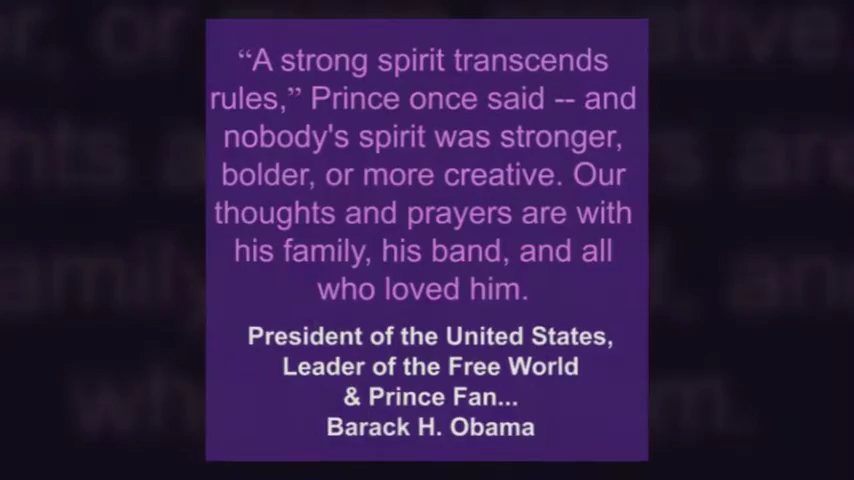 “A strong spirit transcends
rules,” Prince once said -- and
nobody's spirit was stronger,
bolder, or more creative. Our
thoughts and prayers are with
his family, his band, and all
who loved him.
President of the United States,
Leader of the Free World
& Prince Fan...
Barack H. Obama